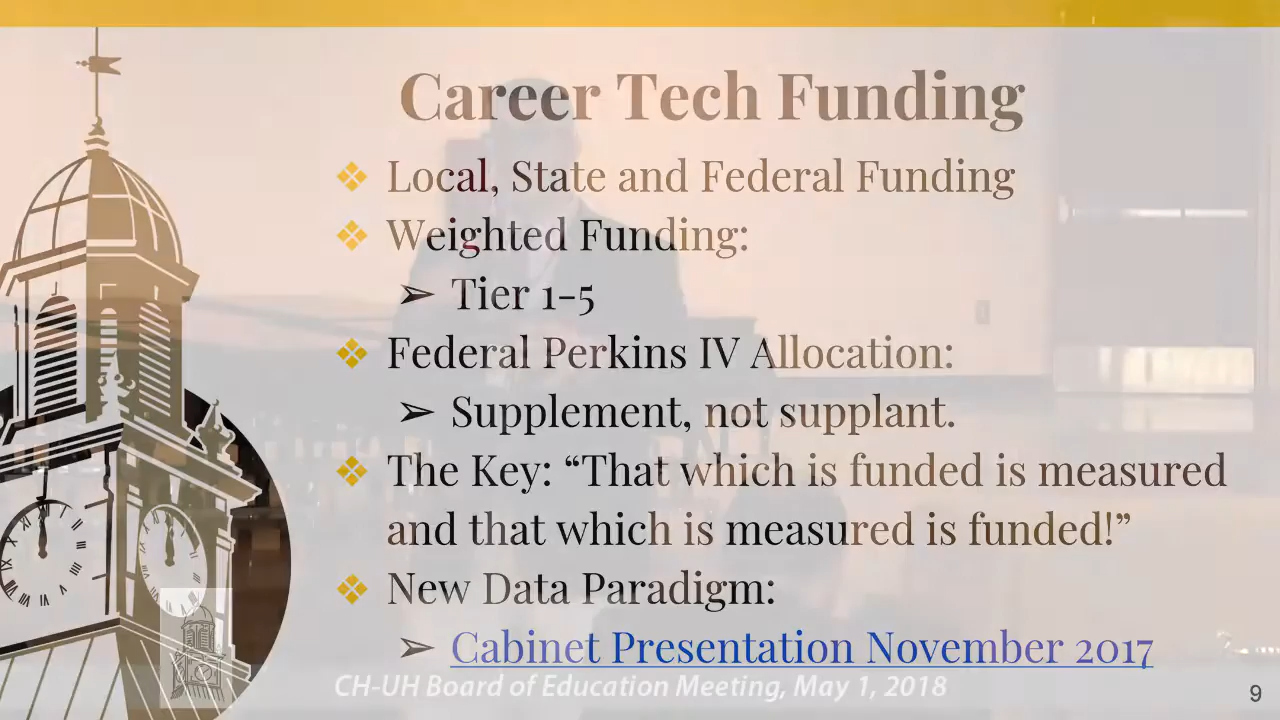 Career Tech Funding
❖ Local, State and Federal Funding
❖ Weighted Funding:
➢ Tier 1-5
❖ Federal Perkins IV Allocation:
➢ Supplement, not supplant.
❖ The Key: “That which is funded is measured
and that which is measured is funded!”
❖ New Data Paradigm:
➢ Cabinet Presentation November 2017
CH-UH Board of Education Meeting, May 1, 2018
9